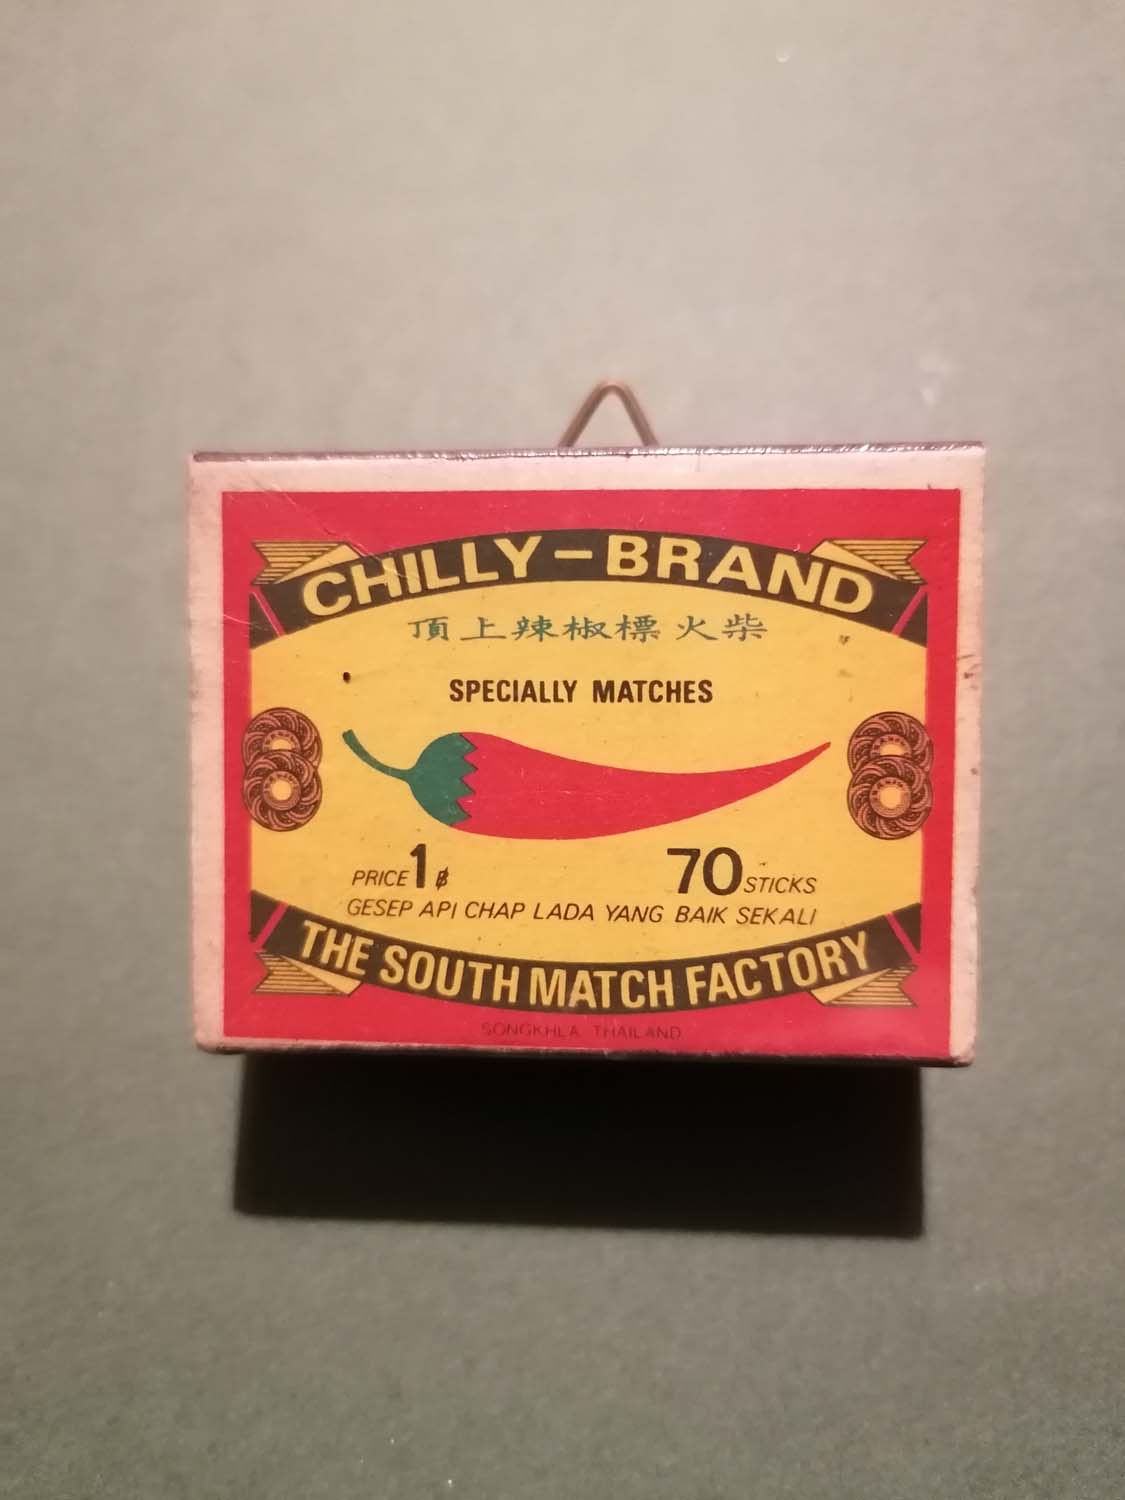 CHILLY-BRAND
頂上辣椒標火柴
SPECIALLY MATCHES
PRICE 1 ฿
70 STICKS
GESEP API CHAP LADA YANG BAIK SEKALI
THE SOUTH MATCH FACTORY
SONGKHLA THAILAND